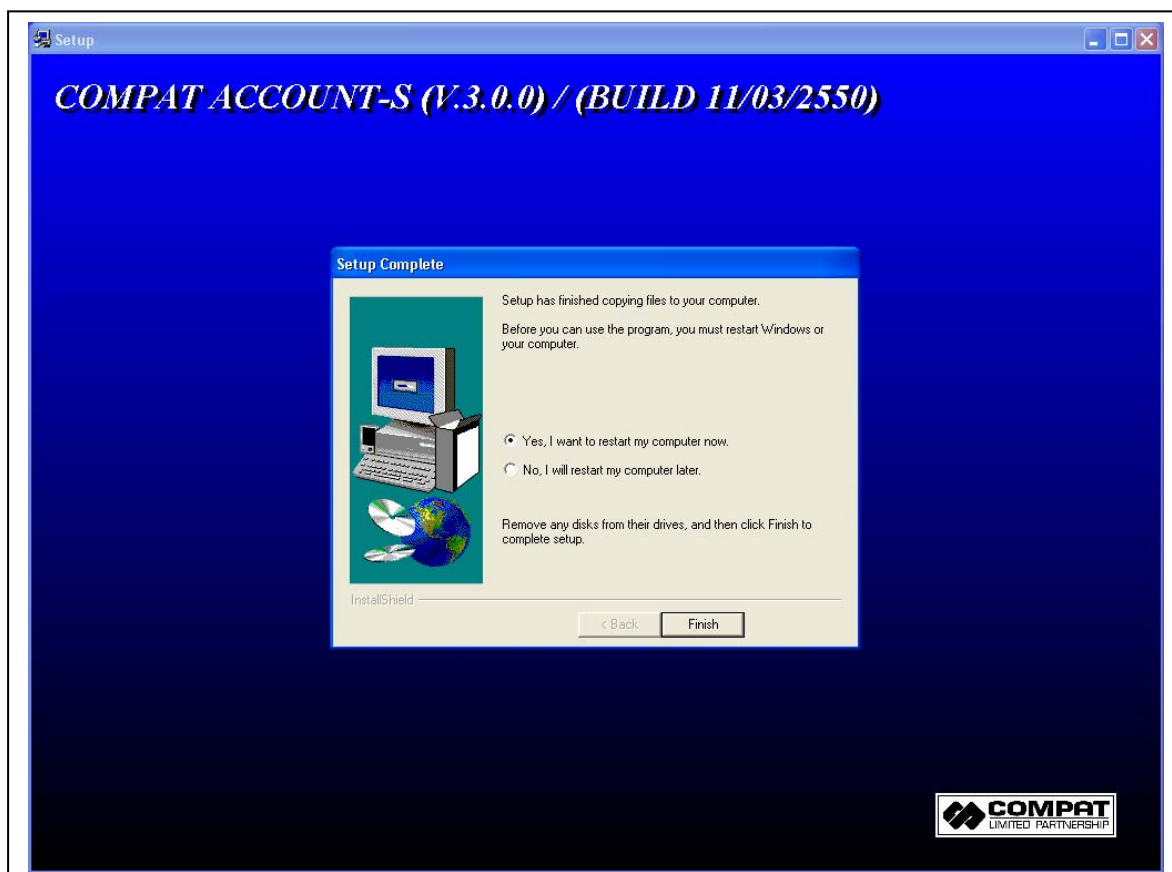 Setup
COMPAT ACCOUNT-S (V.3.0.0) / (BUILD 11/03/2550)
Setup Complete
Setup has finished copying files to your computer.
Before you can use the program, you must restart Windows or
your computer.
Yes, I want to restart my computer now.
No, I will restart my computer later.
Remove any disks from their drives, and then click Finish to
complete setup.
InstallShield
< Back
Finish
COMPAT
LIMITED PARTNERSHIP